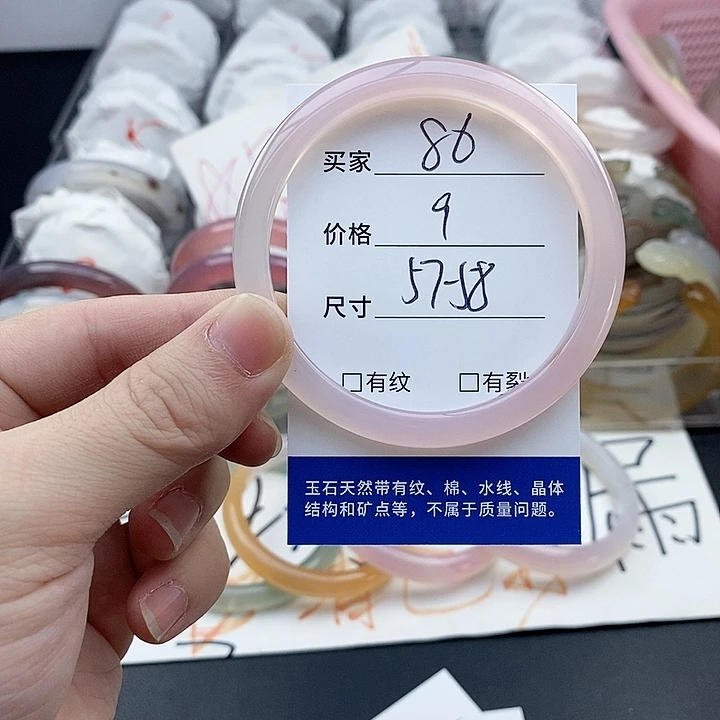 买家 86
价格 9
尺寸 57-58
□有纹 □有裂
玉石天然带有纹、棉、水线、晶体
结构和矿点等，不属于质量问题。